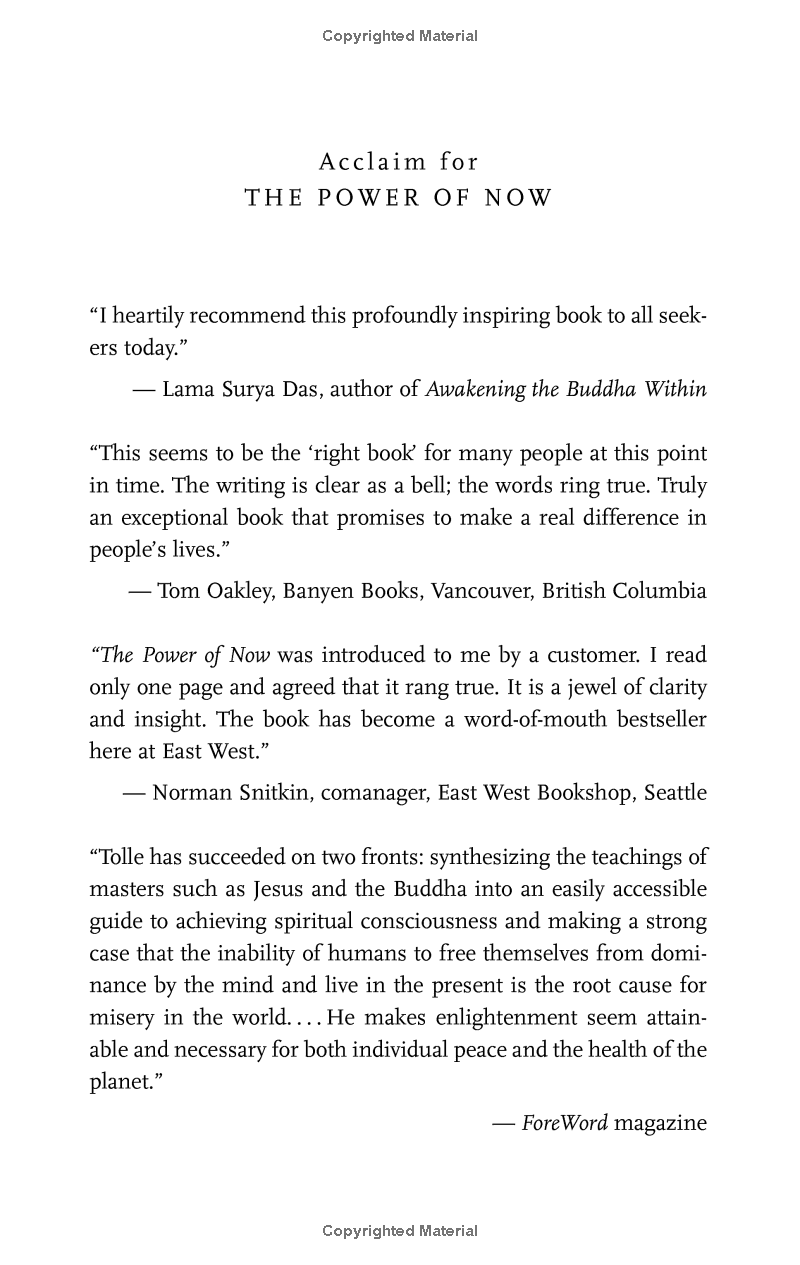 Copyrighted Material
Acclaim for
THE POWER OF NOW
“I heartily recommend this profoundly inspiring book to all seek-
ers today.”
— Lama Surya Das, author of Awakening the Buddha Within
“This seems to be the ‘right book’ for many people at this point
in time. The writing is clear as a bell; the words ring true. Truly
an exceptional book that promises to make a real difference in
people’s lives.”
— Tom Oakley, Banyen Books, Vancouver, British Columbia
“The Power of Now was introduced to me by a customer. I read
only one page and agreed that it rang true. It is a jewel of clarity
and insight. The book has become a word-of-mouth bestseller
here at East West.”
— Norman Snitkin, comanager, East West Bookshop, Seattle
“Tolle has succeeded on two fronts: synthesizing the teachings of
masters such as Jesus and the Buddha into an easily accessible
guide to achieving spiritual consciousness and making a strong
case that the inability of humans to free themselves from domi-
nance by the mind and live in the present is the root cause for
misery in the world. . . . He makes enlightenment seem attain-
able and necessary for both individual peace and the health of the
planet.”
— ForeWord magazine
Copyrighted Material